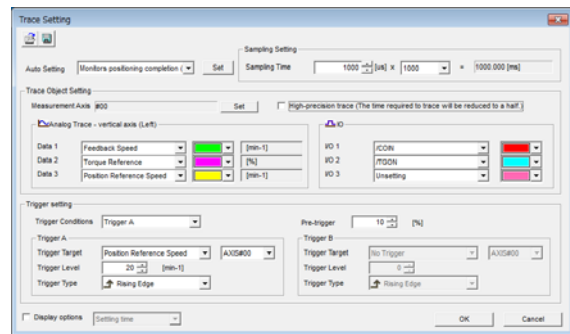 Trace Setting
Auto Setting
Monitors positioning completion (
Set
Sampling Setting
Sampling Time
1000
[us] x
1000
=
1000.000 [ms]
Trace Object Setting
Measurement Axis
#00
Set
High-precision trace (The time required to trace will be reduced to a half.)
Analog Trace - vertical axis (Left)
Data 1
Feedback Speed
[min-1]
Data 2
Torque Reference
[%]
Data 3
Position Reference Speed
[min-1]
I/O
I/O 1
/COIN
I/O 2
/TGON
I/O 3
Unsetting
Trigger setting
Trigger Conditions
Trigger A
Pre-trigger
10
[%]
Trigger A
Trigger Target
Position Reference Speed
AXIS#00
Trigger Level
20
[min-1]
Trigger Type
Rising Edge
Trigger B
Trigger Target
No Trigger
AXIS#00
Trigger Level
0
Trigger Type
Rising Edge
Display options
Setting time
OK
Cancel